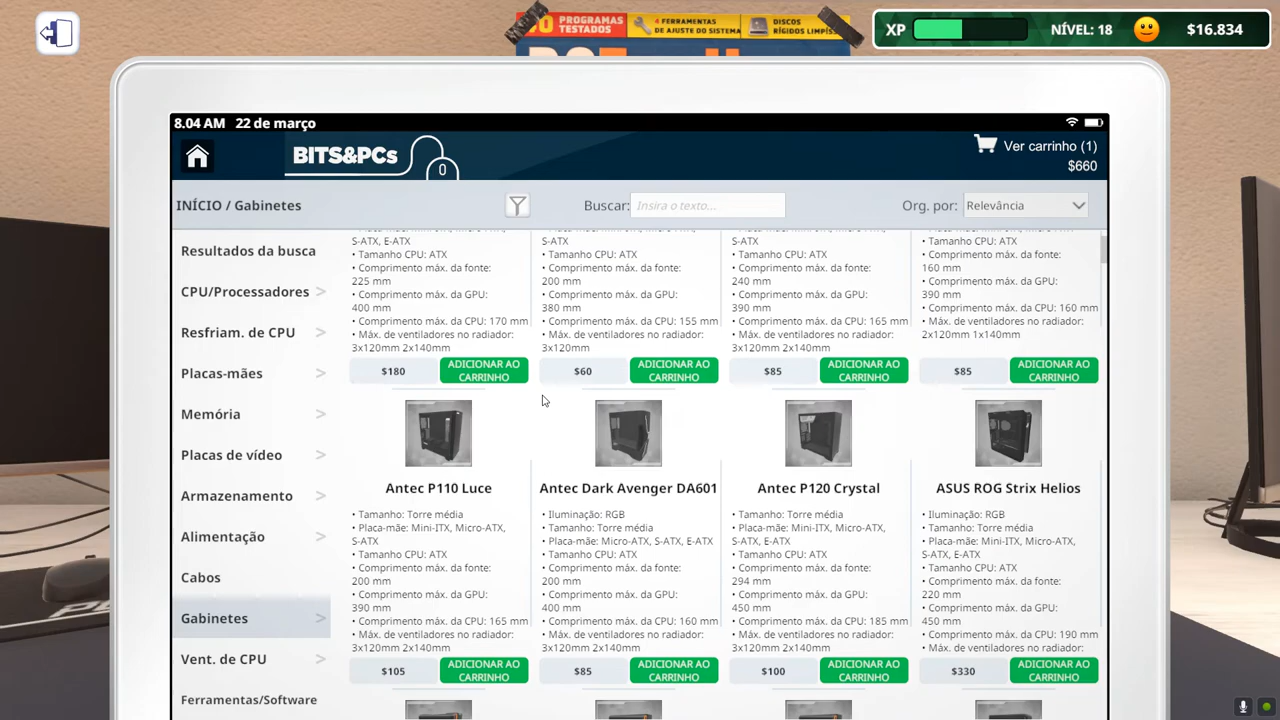 0 PROGRAMAS TESTADOS
4 FERRAMENTAS DE AJUSTE DO SISTEMA
DISCOS RÍGIDOS
XP
NÍVEL: 18
$16.834
8.04 AM 22 de março
BITS&PCs
0
Ver carrinho (1)
$660
INÍCIO / Gabinetes
Buscar:
Insira o texto...
Org. por:
Relevância
Resultados da busca
CPU/Processadores >
Resfriam. de CPU >
Placas-mães >
Memória >
Placas de vídeo >
Armazenamento >
Alimentação >
Cabos
Gabinetes >
Vent. de CPU >
Ferramentas/Software
S-ATX, E-ATX
• Tamanho CPU: ATX
• Comprimento máx. da fonte:
225 mm
• Comprimento máx. da GPU:
400 mm
• Comprimento máx. da CPU: 170 mm
• Máx. de ventiladores no radiador:
3x120mm 2x140mm
$180
ADICIONAR AO CARRINHO
S-ATX
• Tamanho CPU: ATX
• Comprimento máx. da fonte:
200 mm
• Comprimento máx. da GPU:
380 mm
• Comprimento máx. da CPU: 155 mm
• Máx. de ventiladores no radiador:
3x120mm
$60
ADICIONAR AO CARRINHO
S-ATX
• Tamanho CPU: ATX
• Comprimento máx. da fonte:
240 mm
• Comprimento máx. da GPU:
390 mm
• Comprimento máx. da CPU: 165 mm
• Máx. de ventiladores no radiador:
3x120mm 2x140mm
$85
ADICIONAR AO CARRINHO
• Tamanho CPU: ATX
• Comprimento máx. da fonte:
160 mm
• Comprimento máx. da GPU:
390 mm
• Comprimento máx. da CPU: 160 mm
• Máx. de ventiladores no radiador:
2x120mm 1x140mm
$85
ADICIONAR AO CARRINHO
Antec P110 Luce
• Tamanho: Torre média
• Placa-mãe: Mini-ITX, Micro-ATX,
S-ATX
• Tamanho CPU: ATX
• Comprimento máx. da fonte:
200 mm
• Comprimento máx. da GPU:
390 mm
• Comprimento máx. da CPU: 165 mm
• Máx. de ventiladores no radiador:
3x120mm 2x140mm
$105
ADICIONAR AO CARRINHO
Antec Dark Avenger DA601
• Iluminação: RGB
• Tamanho: Torre média
• Placa-mãe: Micro-ATX, S-ATX, E-ATX
• Tamanho CPU: ATX
• Comprimento máx. da fonte:
200 mm
• Comprimento máx. da GPU:
400 mm
• Comprimento máx. da CPU: 160 mm
• Máx. de ventiladores no radiador:
3x120mm 2x140mm
$85
ADICIONAR AO CARRINHO
Antec P120 Crystal
• Tamanho: Torre média
• Placa-mãe: Mini-ITX, Micro-ATX,
S-ATX, E-ATX
• Tamanho CPU: ATX
• Comprimento máx. da fonte:
294 mm
• Comprimento máx. da GPU:
450 mm
• Comprimento máx. da CPU: 185 mm
• Máx. de ventiladores no radiador:
3x120mm 2x140mm
$100
ADICIONAR AO CARRINHO
ASUS ROG Strix Helios
• Iluminação: RGB
• Tamanho: Torre média
• Placa-mãe: Mini-ITX, Micro-ATX,
S-ATX, E-ATX
• Tamanho CPU: ATX
• Comprimento máx. da fonte:
220 mm
• Comprimento máx. da GPU:
450 mm
• Comprimento máx. da CPU: 190 mm
• Máx. de ventiladores no radiador:
$330
ADICIONAR AO CARRINHO